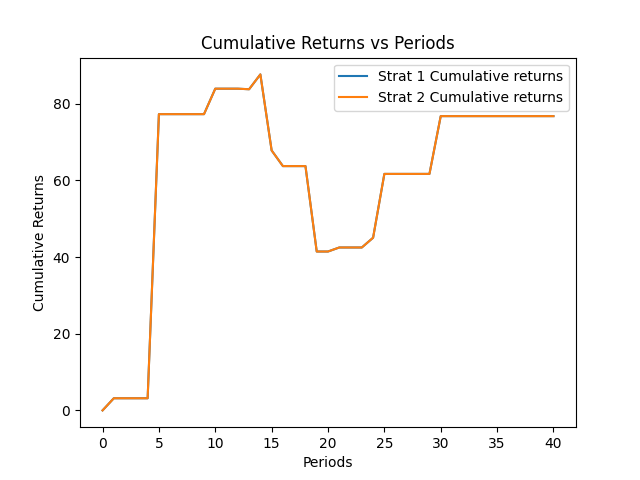 Cumulative Returns vs Periods
Strat 1 Cumulative returns
Strat 2 Cumulative returns
Cumulative Returns
80
60
40
20
0
0 5 10 15 20 25 30 35 40
Periods